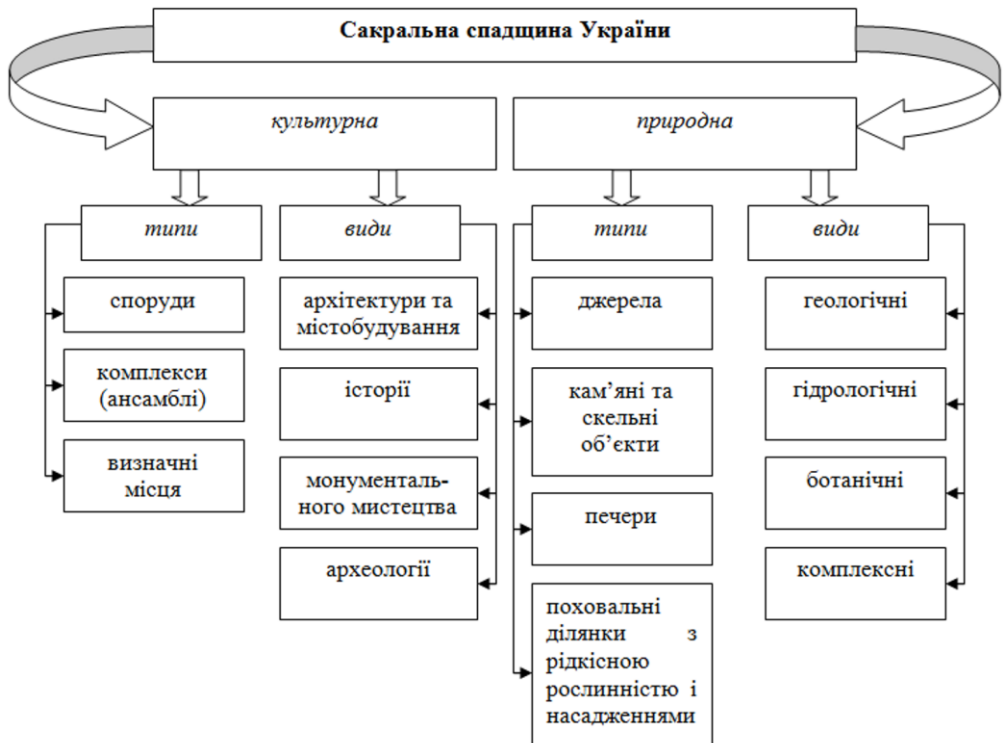 Сакральна спадщина України
культурна
природна
типи
види
типи
види
споруди
комплекси
(ансамблі)
визначні
місця
архітектури та
містобудування
історії
монументаль-
ного мистецтва
археології
джерела
кам’яні та
скельні
об’єкти
печери
поховальні
ділянки з
рідкісною
рослинністю і
насадженнями
геологічні
гідрологічні
ботанічні
комплексні